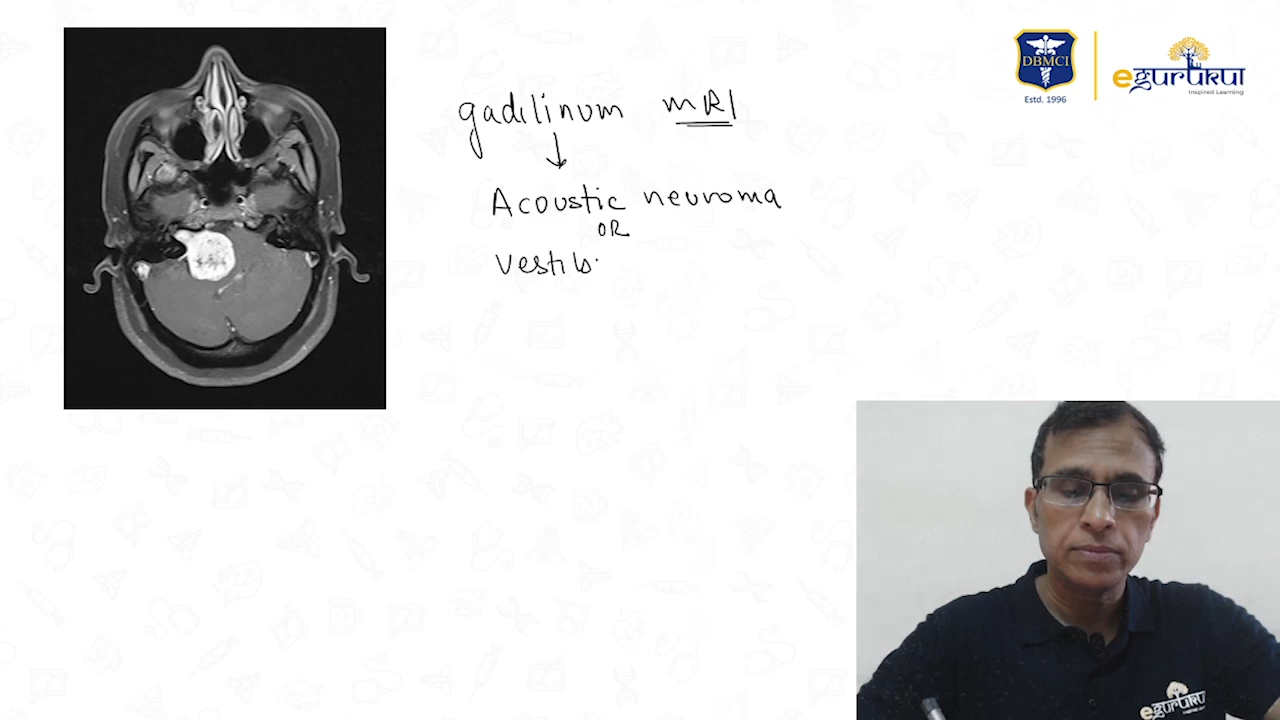 DBMCI
Estd. 1996
egurukul
Inspired Learning
gadilinum MRI
Acoustic neuroma
OR
Vestib
egurukul